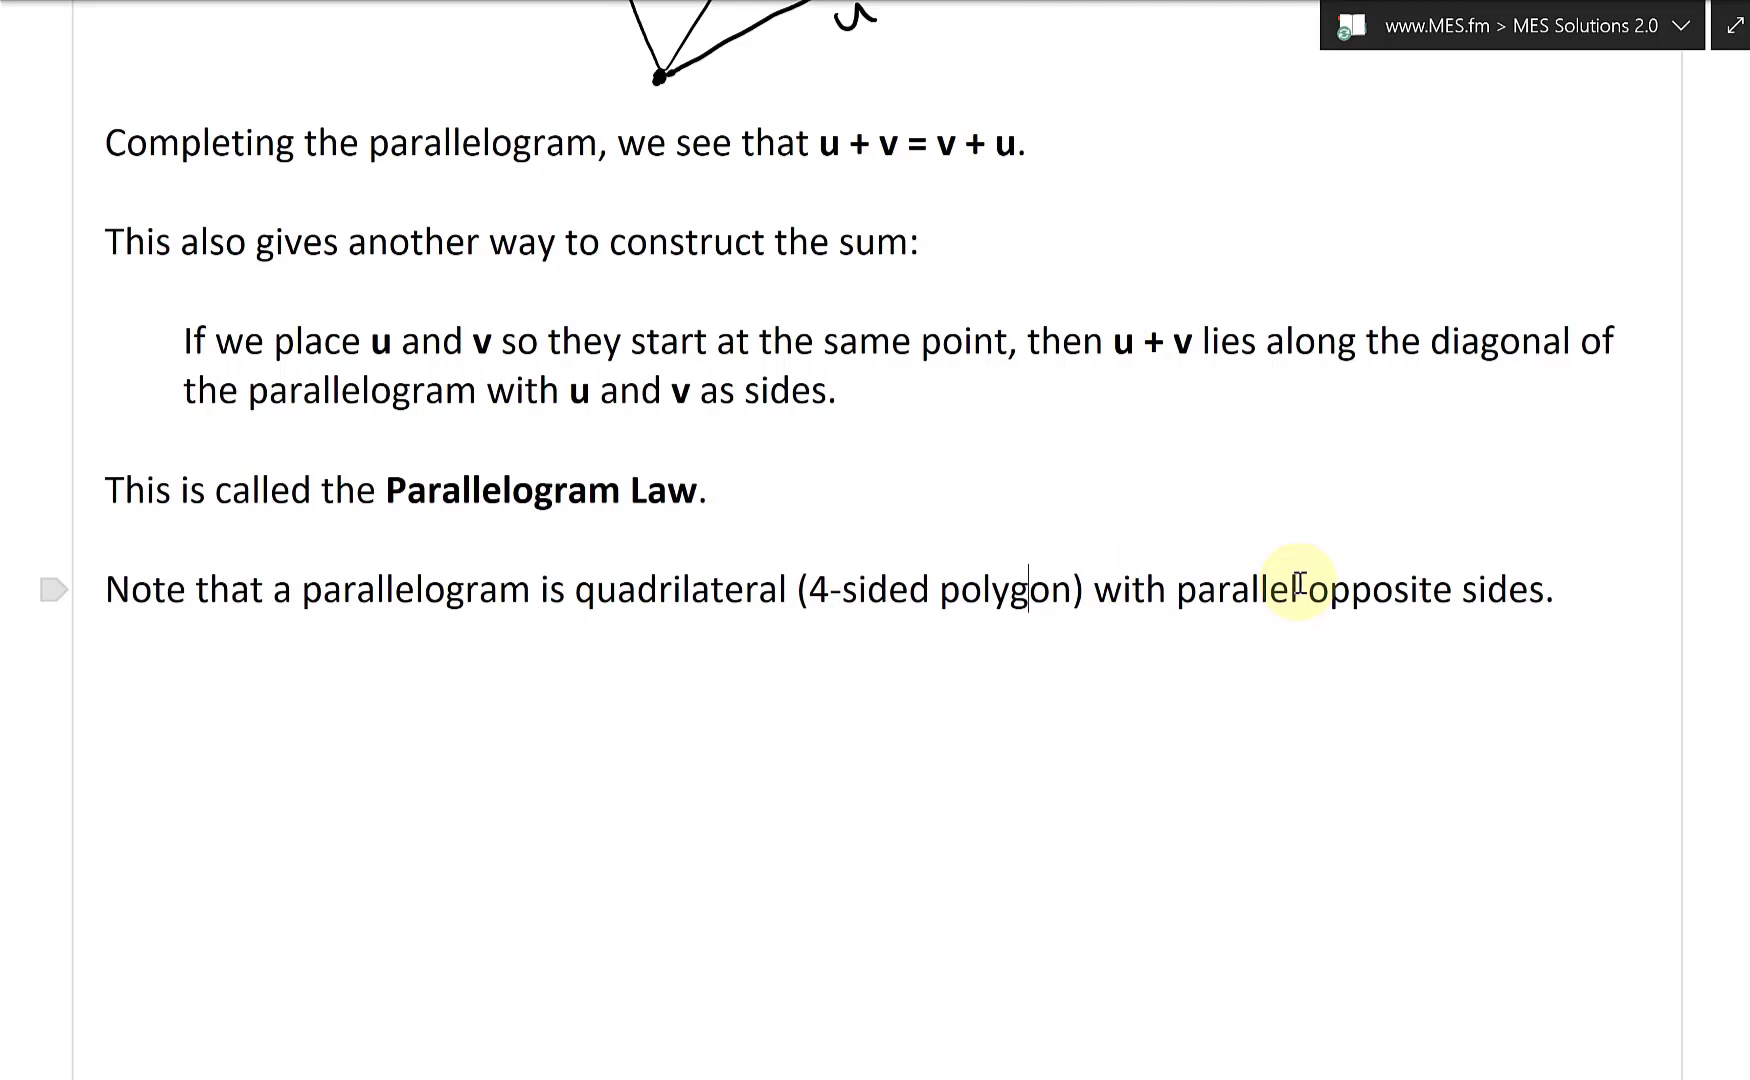 u
www.MES.fm > MES Solutions 2.0
Completing the parallelogram, we see that u + v = v + u.
This also gives another way to construct the sum:
If we place u and v so they start at the same point, then u + v lies along the diagonal of
the parallelogram with u and v as sides.
This is called the Parallelogram Law.
Note that a parallelogram is quadrilateral (4-sided polygon) with parallel opposite sides.